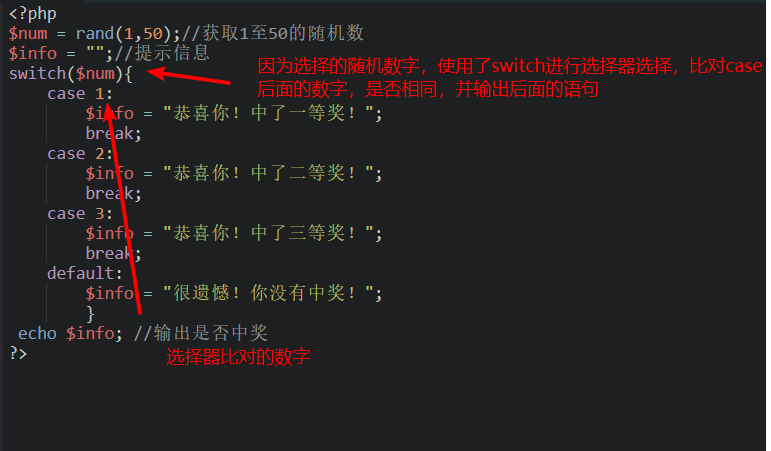 <?php
$num = rand(1,50);//获取1至50的随机数
$info = "";//提示信息
switch($num){
因为选择的随机数字，使用了switch进行选择器选择，比对case
后面的数字，是否相同，并输出后面的语句
case 1:
$info = "恭喜你！中了一等奖！";
break;
case 2:
$info = "恭喜你！中了二等奖！";
break;
case 3:
$info = "恭喜你！中了三等奖！";
break;
default:
$info = "很遗憾！你没有中奖！";
}
echo $info; //输出是否中奖
?>
选择器比对的数字